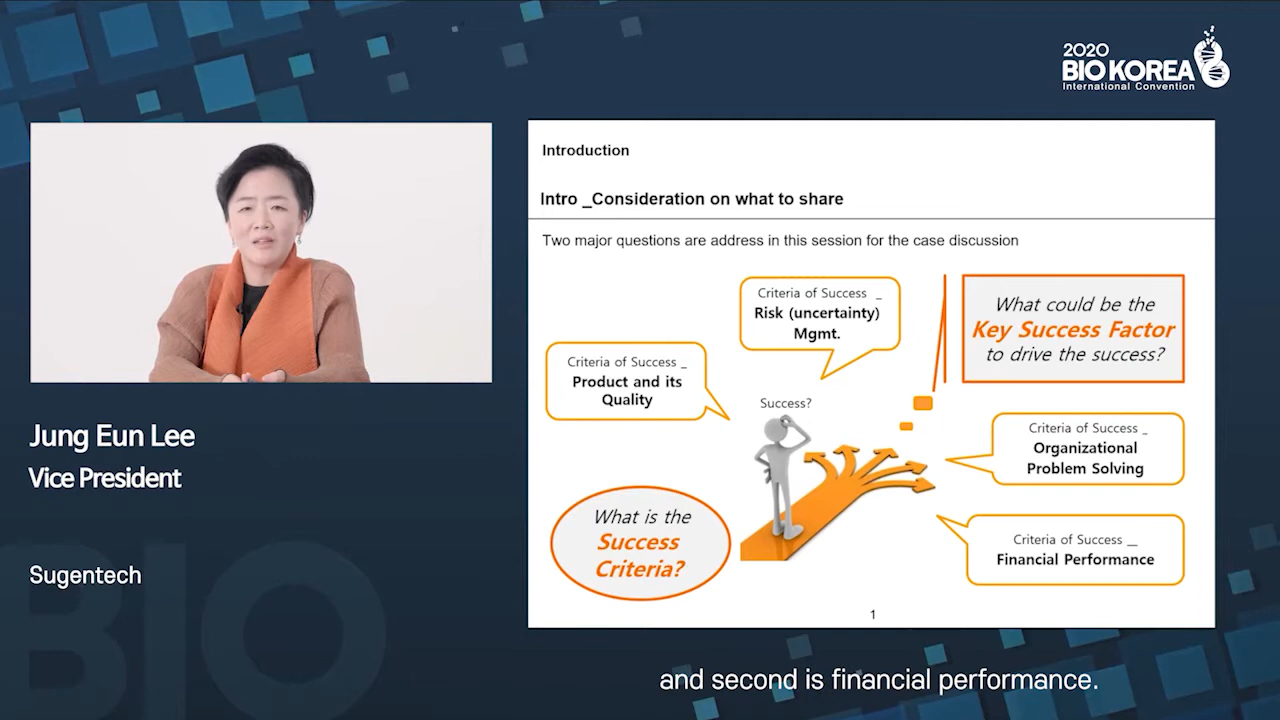 2020
BIO KOREA
International Convention
Introduction
Intro _Consideration on what to share
Two major questions are address in this session for the case discussion
Criteria of Success _
Risk (uncertainty)
Mgmt.
What could be the
Key Success Factor
to drive the success?
Criteria of Success _
Product and its
Quality
Success?
Criteria of Success _
Organizational
Problem Solving
What is the
Success
Criteria?
Criteria of Success __
Financial Performance
1
Jung Eun Lee
Vice President
Sugentech
BIO
and second is financial performance.